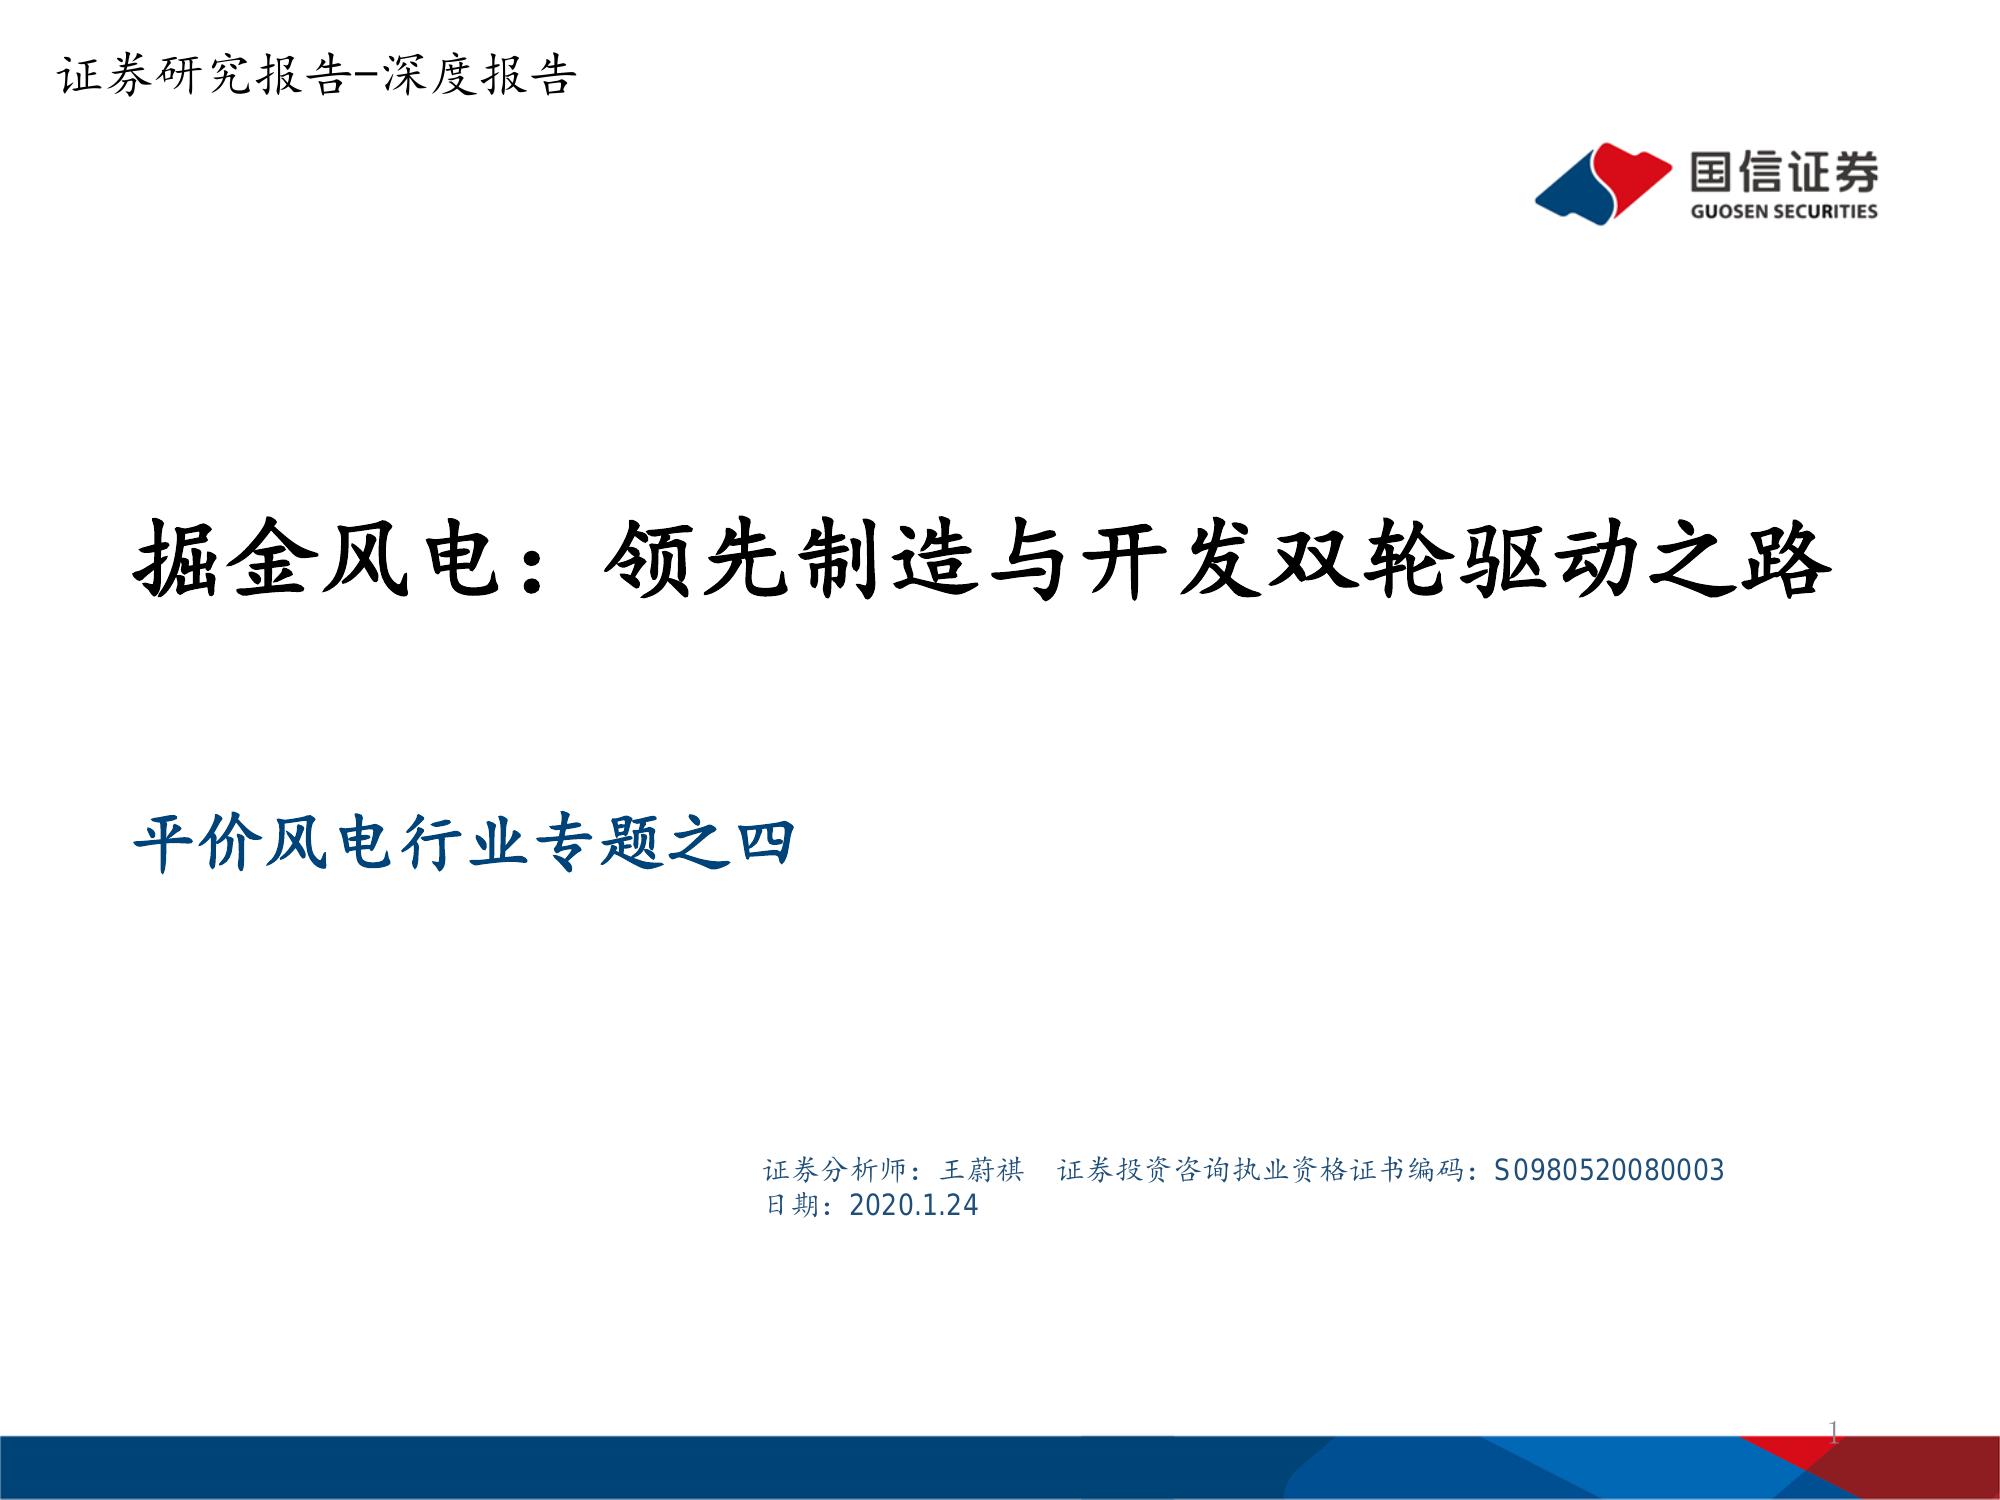 证券研究报告—深度报告
国信证券
GUOSEN SECURITIES
掘金风电：领先制造与开发双轮驱动之路
平价风电行业专题之四
证券分析师：王蔚祺 证券投资咨询执业资格证书编码：S0980520080003
日期：2020.1.24
1